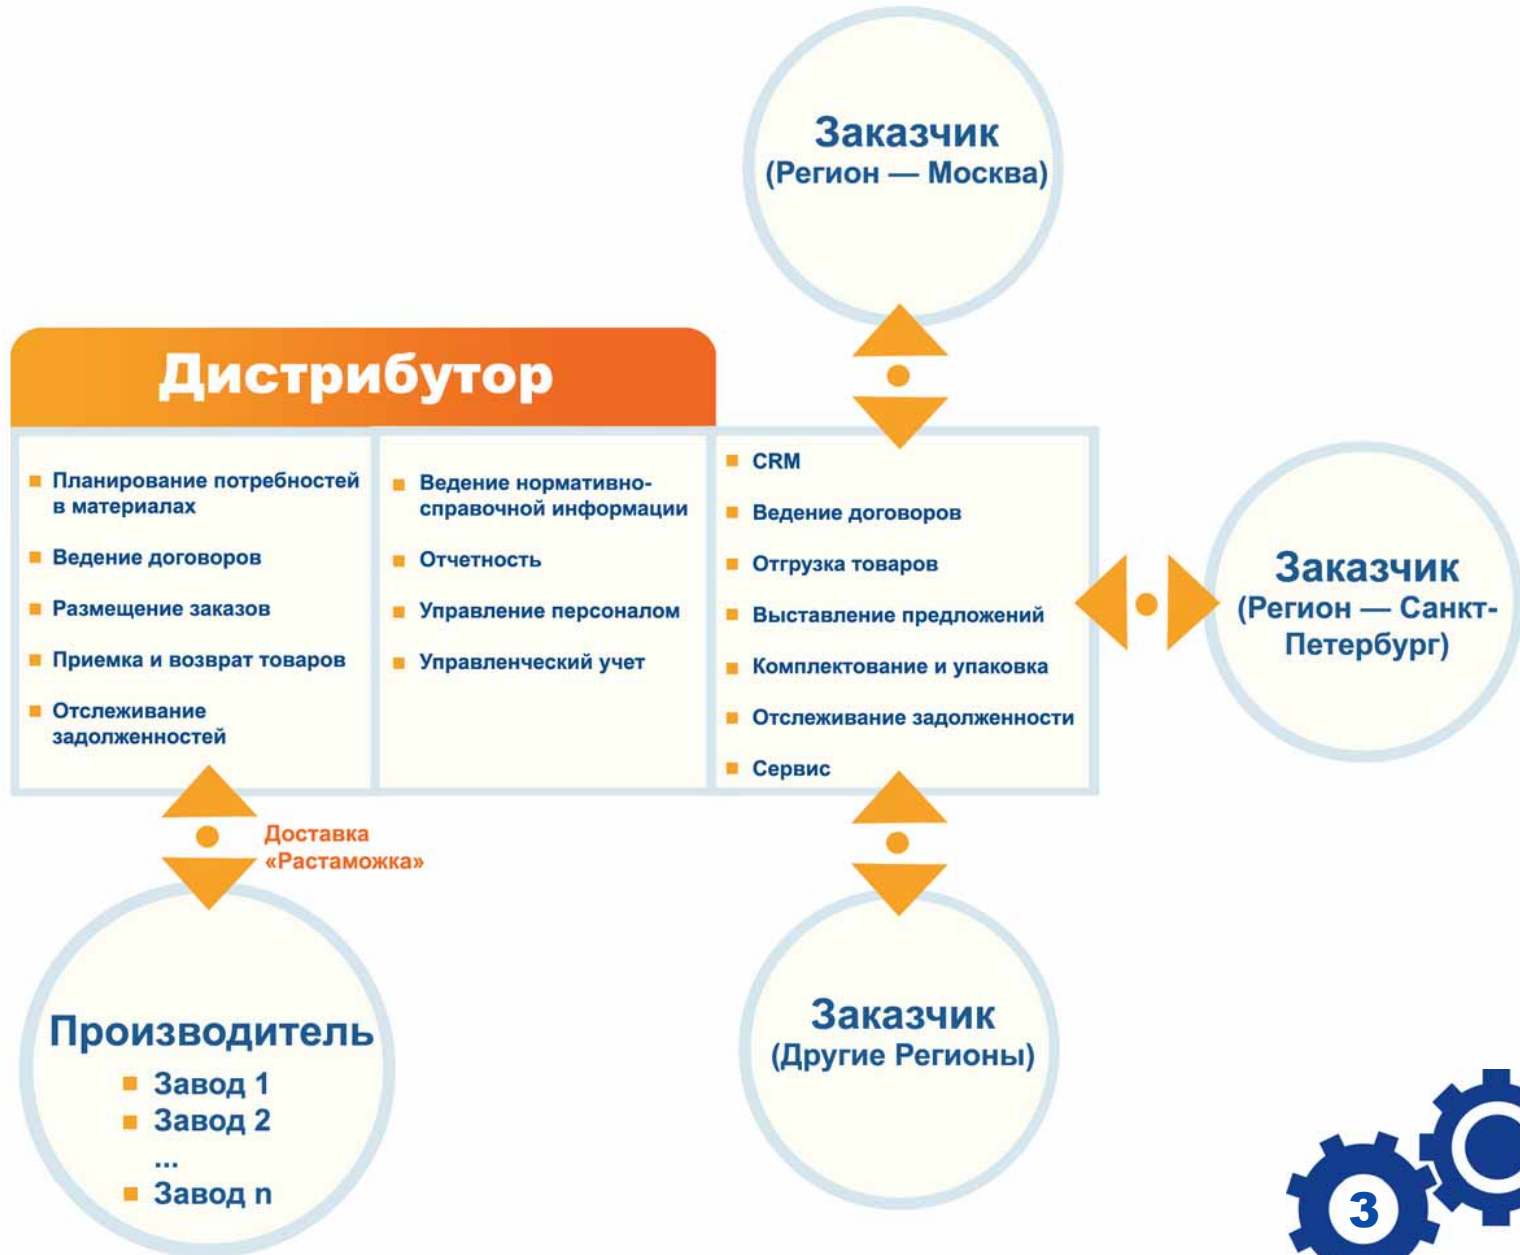 Заказчик
(Регион — Москва)
Дистрибутор
Планирование потребностей
в материалах
Ведение договоров
Размещение заказов
Приемка и возврат товаров
Отслеживание
задолженностей
Ведение нормативно-
справочной информации
Отчетность
Управление персоналом
Управленческий учет
CRM
Ведение договоров
Отгрузка товаров
Выставление предложений
Комплектование и упаковка
Отслеживание задолженности
Сервис
Заказчик
(Регион — Санкт-
Петербург)
Доставка
«Растаможка»
Производитель
Завод 1
Завод 2
...
Завод n
Заказчик
(Другие Регионы)
3